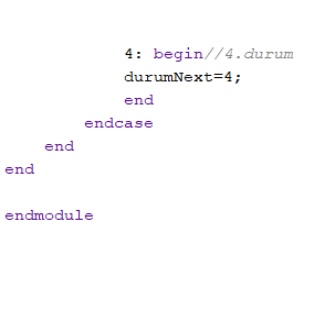 4: begin//4.durum
durumNext=4;
end
endcase
end
end
endmodule